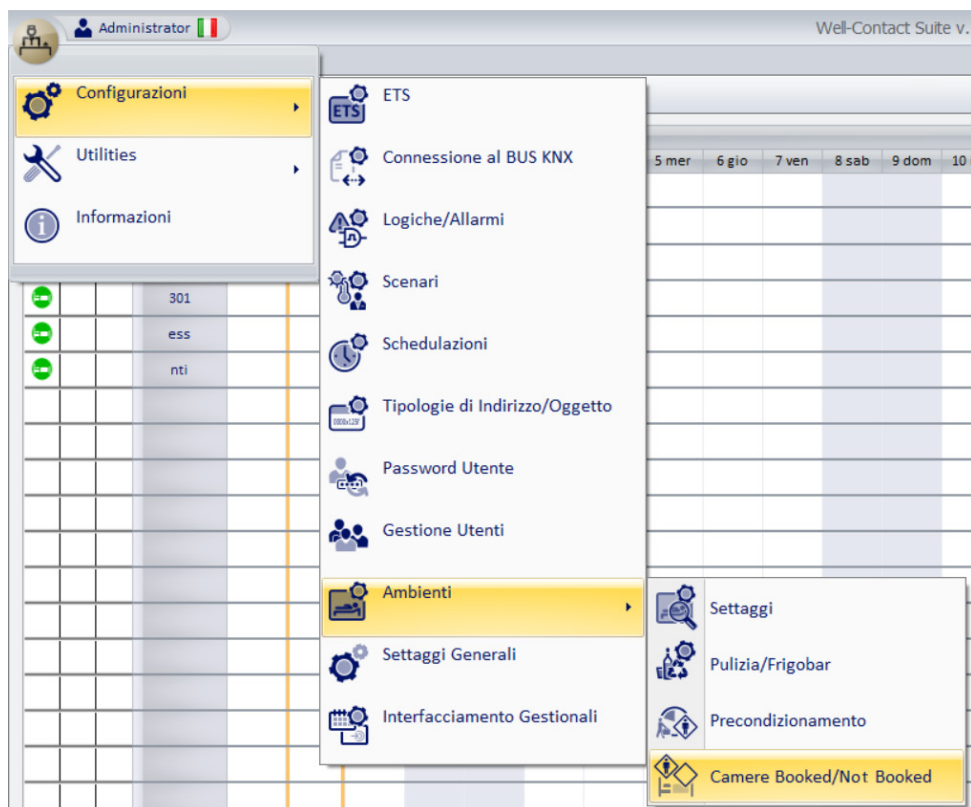 Administrator
Well-Contact Suite v.
Configurazioni
Utilities
Informazioni
ETS
ETS
Connessione al BUS KNX
Logiche/Allarmi
Scenari
Schedulazioni
Tipologie di Indirizzo/Oggetto
Password Utente
Gestione Utenti
Ambienti
Settaggi Generali
Interfacciamento Gestionali
Settaggi
Pulizia/Frigobar
Precondizionamento
Camere Booked/Not Booked
5 mer 6 gio 7 ven 8 sab 9 dom 10
301
ess
nti